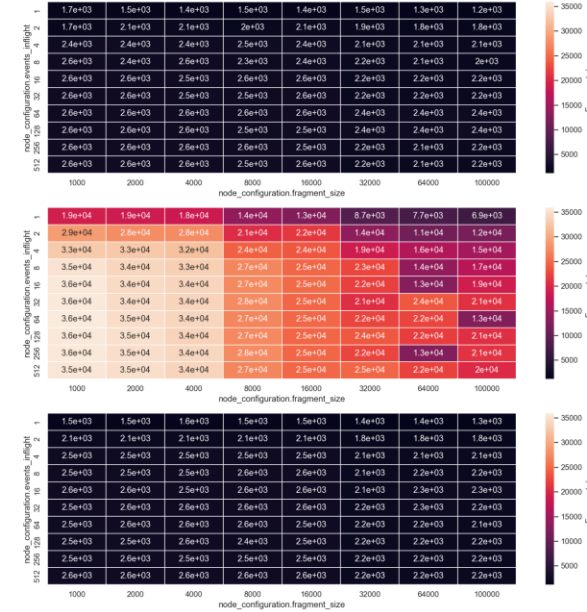 1 1.7e+03 1.5e+03 1.4e+03 1.5e+03 1.5e+03 1.5e+03 1.3e+03 1.2e+03
2 1.7e+03 2.1e+03 2.1e+03 2e+03 2.1e+03 1.9e+03 1.8e+03 1.8e+03
4 2.4e+03 2.4e+03 2.4e+03 2.5e+03 2.4e+03 2.1e+03 2.1e+03 2.1e+03
8 2.6e+03 2.4e+03 2.6e+03 2.3e+03 2.4e+03 2.2e+03 2.1e+03 2e+03
16 2.6e+03 2.6e+03 2.5e+03 2.6e+03 2.6e+03 2.2e+03 2.2e+03 2.2e+03
32 2.6e+03 2.6e+03 2.6e+03 2.5e+03 2.6e+03 2.2e+03 2.2e+03 2.2e+03
64 2.6e+03 2.6e+03 2.6e+03 2.6e+03 2.6e+03 2.4e+03 2.4e+03 2.4e+03
128 2.6e+03 2.6e+03 2.6e+03 2.5e+03 2.5e+03 2.4e+03 2.4e+03 2.4e+03
256 2.6e+03 2.6e+03 2.6e+03 2.5e+03 2.6e+03 2.2e+03 2.1e+03 2.2e+03
512 2.6e+03 2.6e+03 2.5e+03 2.5e+03 2.6e+03 2.2e+03 2.1e+03 2.2e+03
node_configuration.events_inflight
1000 2000 4000 8000 16000 32000 64000 100000
node_configuration.fragment_size
35000
30000
25000
20000
15000
10000
5000
1 1.9e+04 1.9e+04 1.8e+04 1.4e+04 1.3e+04 8.7e+03 7.7e+03 6.9e+03
2 2.9e+04 2.8e+04 2.8e+04 2.1e+04 2.2e+04 1.4e+04 1.1e+04 1.2e+04
4 3.3e+04 3.3e+04 3.2e+04 2.4e+04 2.4e+04 1.9e+04 1.6e+04 1.5e+04
8 3.5e+04 3.4e+04 3.3e+04 2.7e+04 2.5e+04 2.3e+04 1.4e+04 1.7e+04
16 3.6e+04 3.4e+04 3.4e+04 2.7e+04 2.5e+04 2.2e+04 1.3e+04 1.9e+04
32 3.6e+04 3.4e+04 3.4e+04 2.8e+04 2.5e+04 2.1e+04 2.4e+04 2.1e+04
64 3.6e+04 3.5e+04 3.4e+04 2.7e+04 2.5e+04 2.2e+04 2.2e+04 1.3e+04
128 3.6e+04 3.5e+04 3.4e+04 2.7e+04 2.5e+04 2.4e+04 2.2e+04 2.1e+04
256 3.6e+04 3.5e+04 3.4e+04 2.8e+04 2.5e+04 2.2e+04 1.3e+04 2.1e+04
512 3.5e+04 3.5e+04 3.4e+04 2.7e+04 2.5e+04 2.5e+04 2.2e+04 2e+04
node_configuration.events_inflight
1000 2000 4000 8000 16000 32000 64000 100000
node_configuration.fragment_size
35000
30000
25000
20000
15000
10000
5000
1 1.5e+03 1.5e+03 1.6e+03 1.5e+03 1.5e+03 1.4e+03 1.4e+03 1.3e+03
2 2.1e+03 2.1e+03 2.1e+03 2.1e+03 2.1e+03 1.8e+03 1.8e+03 1.8e+03
4 2.5e+03 2.5e+03 2.5e+03 2.5e+03 2.5e+03 2.1e+03 2.1e+03 2.1e+03
8 2.5e+03 2.5e+03 2.5e+03 2.6e+03 2.6e+03 2.1e+03 2.2e+03 2.2e+03
16 2.6e+03 2.6e+03 2.5e+03 2.6e+03 2.6e+03 2.1e+03 2.3e+03 2.3e+03
32 2.5e+03 2.6e+03 2.6e+03 2.6e+03 2.6e+03 2.2e+03 2.3e+03 2.2e+03
64 2.5e+03 2.6e+03 2.6e+03 2.6e+03 2.6e+03 2.2e+03 2.2e+03 2.1e+03
128 2.5e+03 2.5e+03 2.6e+03 2.4e+03 2.5e+03 2.2e+03 2.2e+03 2.1e+03
256 2.5e+03 2.6e+03 2.5e+03 2.5e+03 2.5e+03 2.2e+03 2.2e+03 2.2e+03
512 2.6e+03 2.6e+03 2.6e+03 2.6e+03 2.6e+03 2.2e+03 2.2e+03 2.2e+03
node_configuration.events_inflight
1000 2000 4000 8000 16000 32000 64000 100000
node_configuration.fragment_size
35000
30000
25000
20000
15000
10000
5000